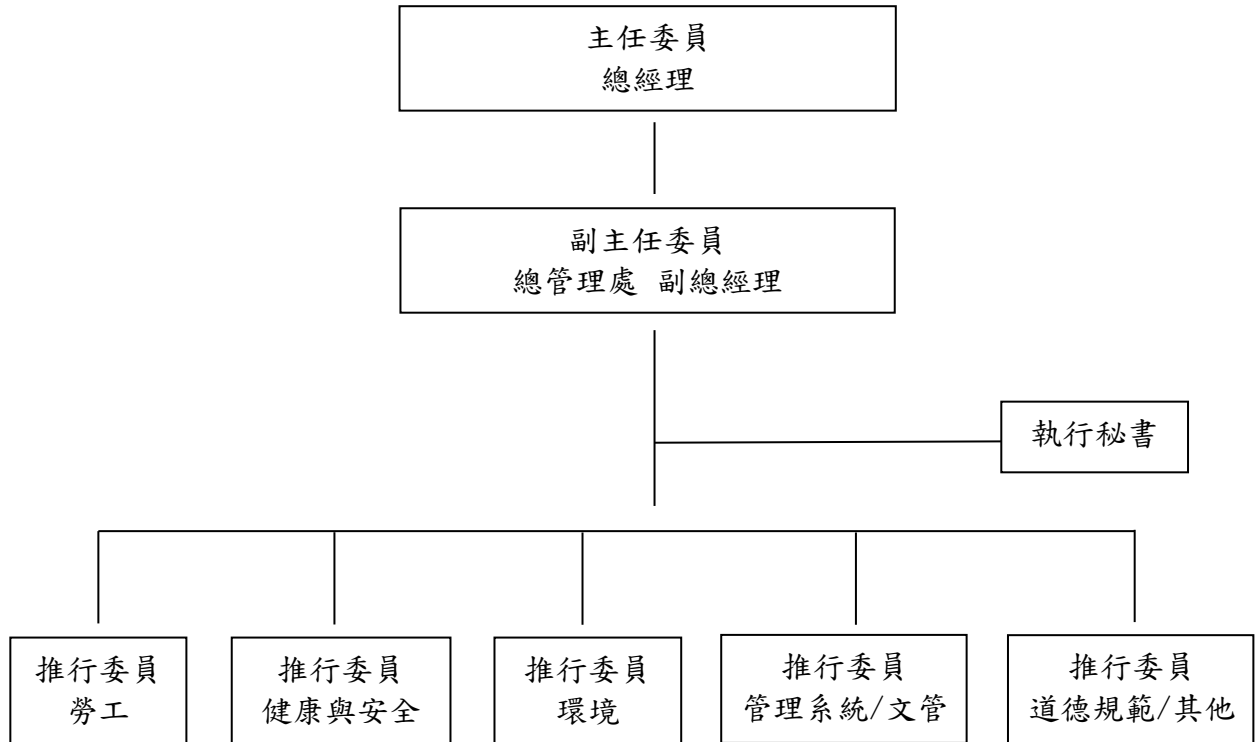 主任委員
總經理
副主任委員
總管理處 副總經理
執行秘書
推行委員
勞工
推行委員
健康與安全
推行委員
環境
推行委員
管理系統/文管
推行委員
道德規範/其他